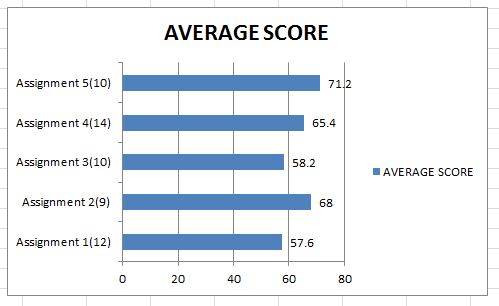 AVERAGE SCORE
Assignment 5(10)
71.2
Assignment 4(14)
65.4
Assignment 3(10)
58.2
AVERAGE SCORE
Assignment 2(9)
68
Assignment 1(12)
57.6
0 20 40 60 80